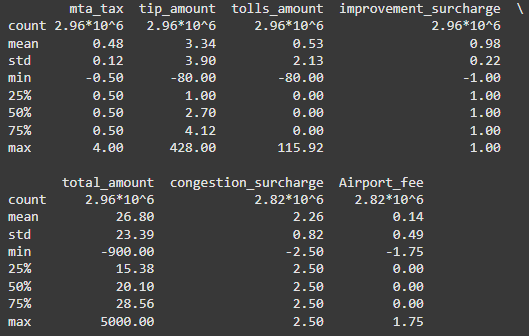 mta_tax tip_amount tolls_amount improvement_surcharge \
count 2.96*10^6 2.96*10^6 2.96*10^6 2.96*10^6
mean 0.48 3.34 0.53 0.98
std 0.12 3.90 2.13 0.22
min -0.50 -80.00 -80.00 -1.00
25% 0.50 1.00 0.00 1.00
50% 0.50 2.70 0.00 1.00
75% 0.50 4.12 0.00 1.00
max 4.00 428.00 115.92 1.00
total_amount congestion_surcharge Airport_fee
count 2.96*10^6 2.82*10^6 2.82*10^6
mean 26.80 2.26 0.14
std 23.39 0.82 0.49
min -900.00 -2.50 -1.75
25% 15.38 2.50 0.00
50% 20.10 2.50 0.00
75% 28.56 2.50 0.00
max 5000.00 2.50 1.75